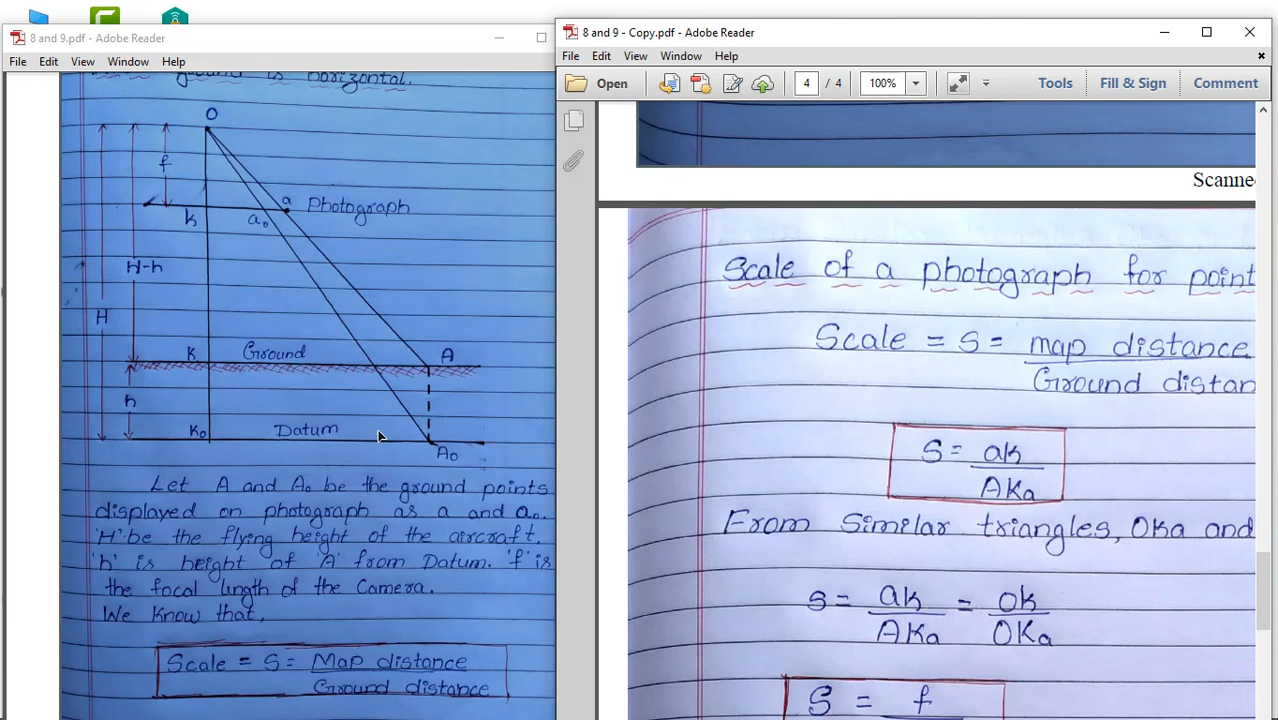 8 and 9.pdf - Adobe Reader
File Edit View Window Help
ground is horizontal.
O
f
a
Photograph
k
a₀
H-h
H
K
Ground
A
h
K₀
Datum
A₀
Let A and A₀ be the ground points
displayed on photograph as a and a₀.
'H' be the flying height of the aircraft.
'h' is height of 'A' from Datum. 'f' is
the focal length of the Camera.
We know that,
Scale = S = Map distance
Ground distance
8 and 9 - Copy.pdf - Adobe Reader
File Edit View Window Help
Open 4 / 4 100% Tools Fill & Sign Comment
Scanne
Scale of a photograph for point
Scale = S = map distance
Ground distan
S = ak
AKa
From Similar triangles, OKa and
S = ak = OK
AKa OKa
S = f